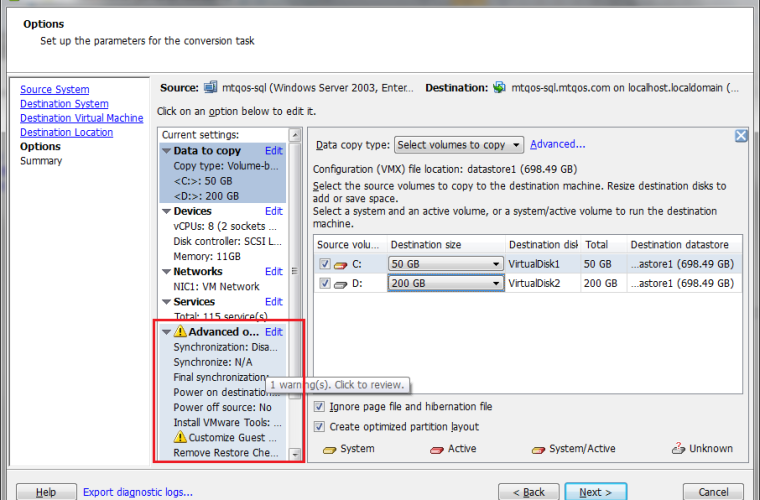 Options
Set up the parameters for the conversion task
Source System
Destination System
Destination Virtual Machine
Destination Location
Options
Summary
Source: mtqos-sql (Windows Server 2003, Enter... Destination: mtqos-sql.mtqos.com on localhost.localdomain (...
Click on an option below to edit it.
Current settings:
Data to copy Edit
Copy type: Volume-b...
<C:>: 50 GB
<D:>: 200 GB
Devices Edit
vCPUs: 8 (2 sockets ...
Disk controller: SCSI L...
Memory: 11GB
Networks Edit
NIC1: VM Network
Services Edit
Total: 115 service(s)
Advanced o... Edit
Synchronization: Disa...
Synchronize: N/A
Final synchronization:
1 warning(s). Click to review.
Power on destination...
Power off source: No
Install VMware Tools: ...
Customize Guest ...
Remove Restore Che...
Data copy type: Select volumes to copy Advanced...
Configuration (VMX) file location: datastore1 (698.49 GB)
Select the source volumes to copy to the destination machine. Resize destination disks to
add or save space.
Select a system and an active volume, or a system/active volume to run the destination
machine.
Source volu... Destination size Destination disk Total Destination datastore
C: 50 GB VirtualDisk1 50 GB ...astore1 (698.49 GB)
D: 200 GB VirtualDisk2 200 GB ...astore1 (698.49 GB)
Ignore page file and hibernation file
Create optimized partition layout
System Active System/Active Unknown
Help Export diagnostic logs... < Back Next > Cancel